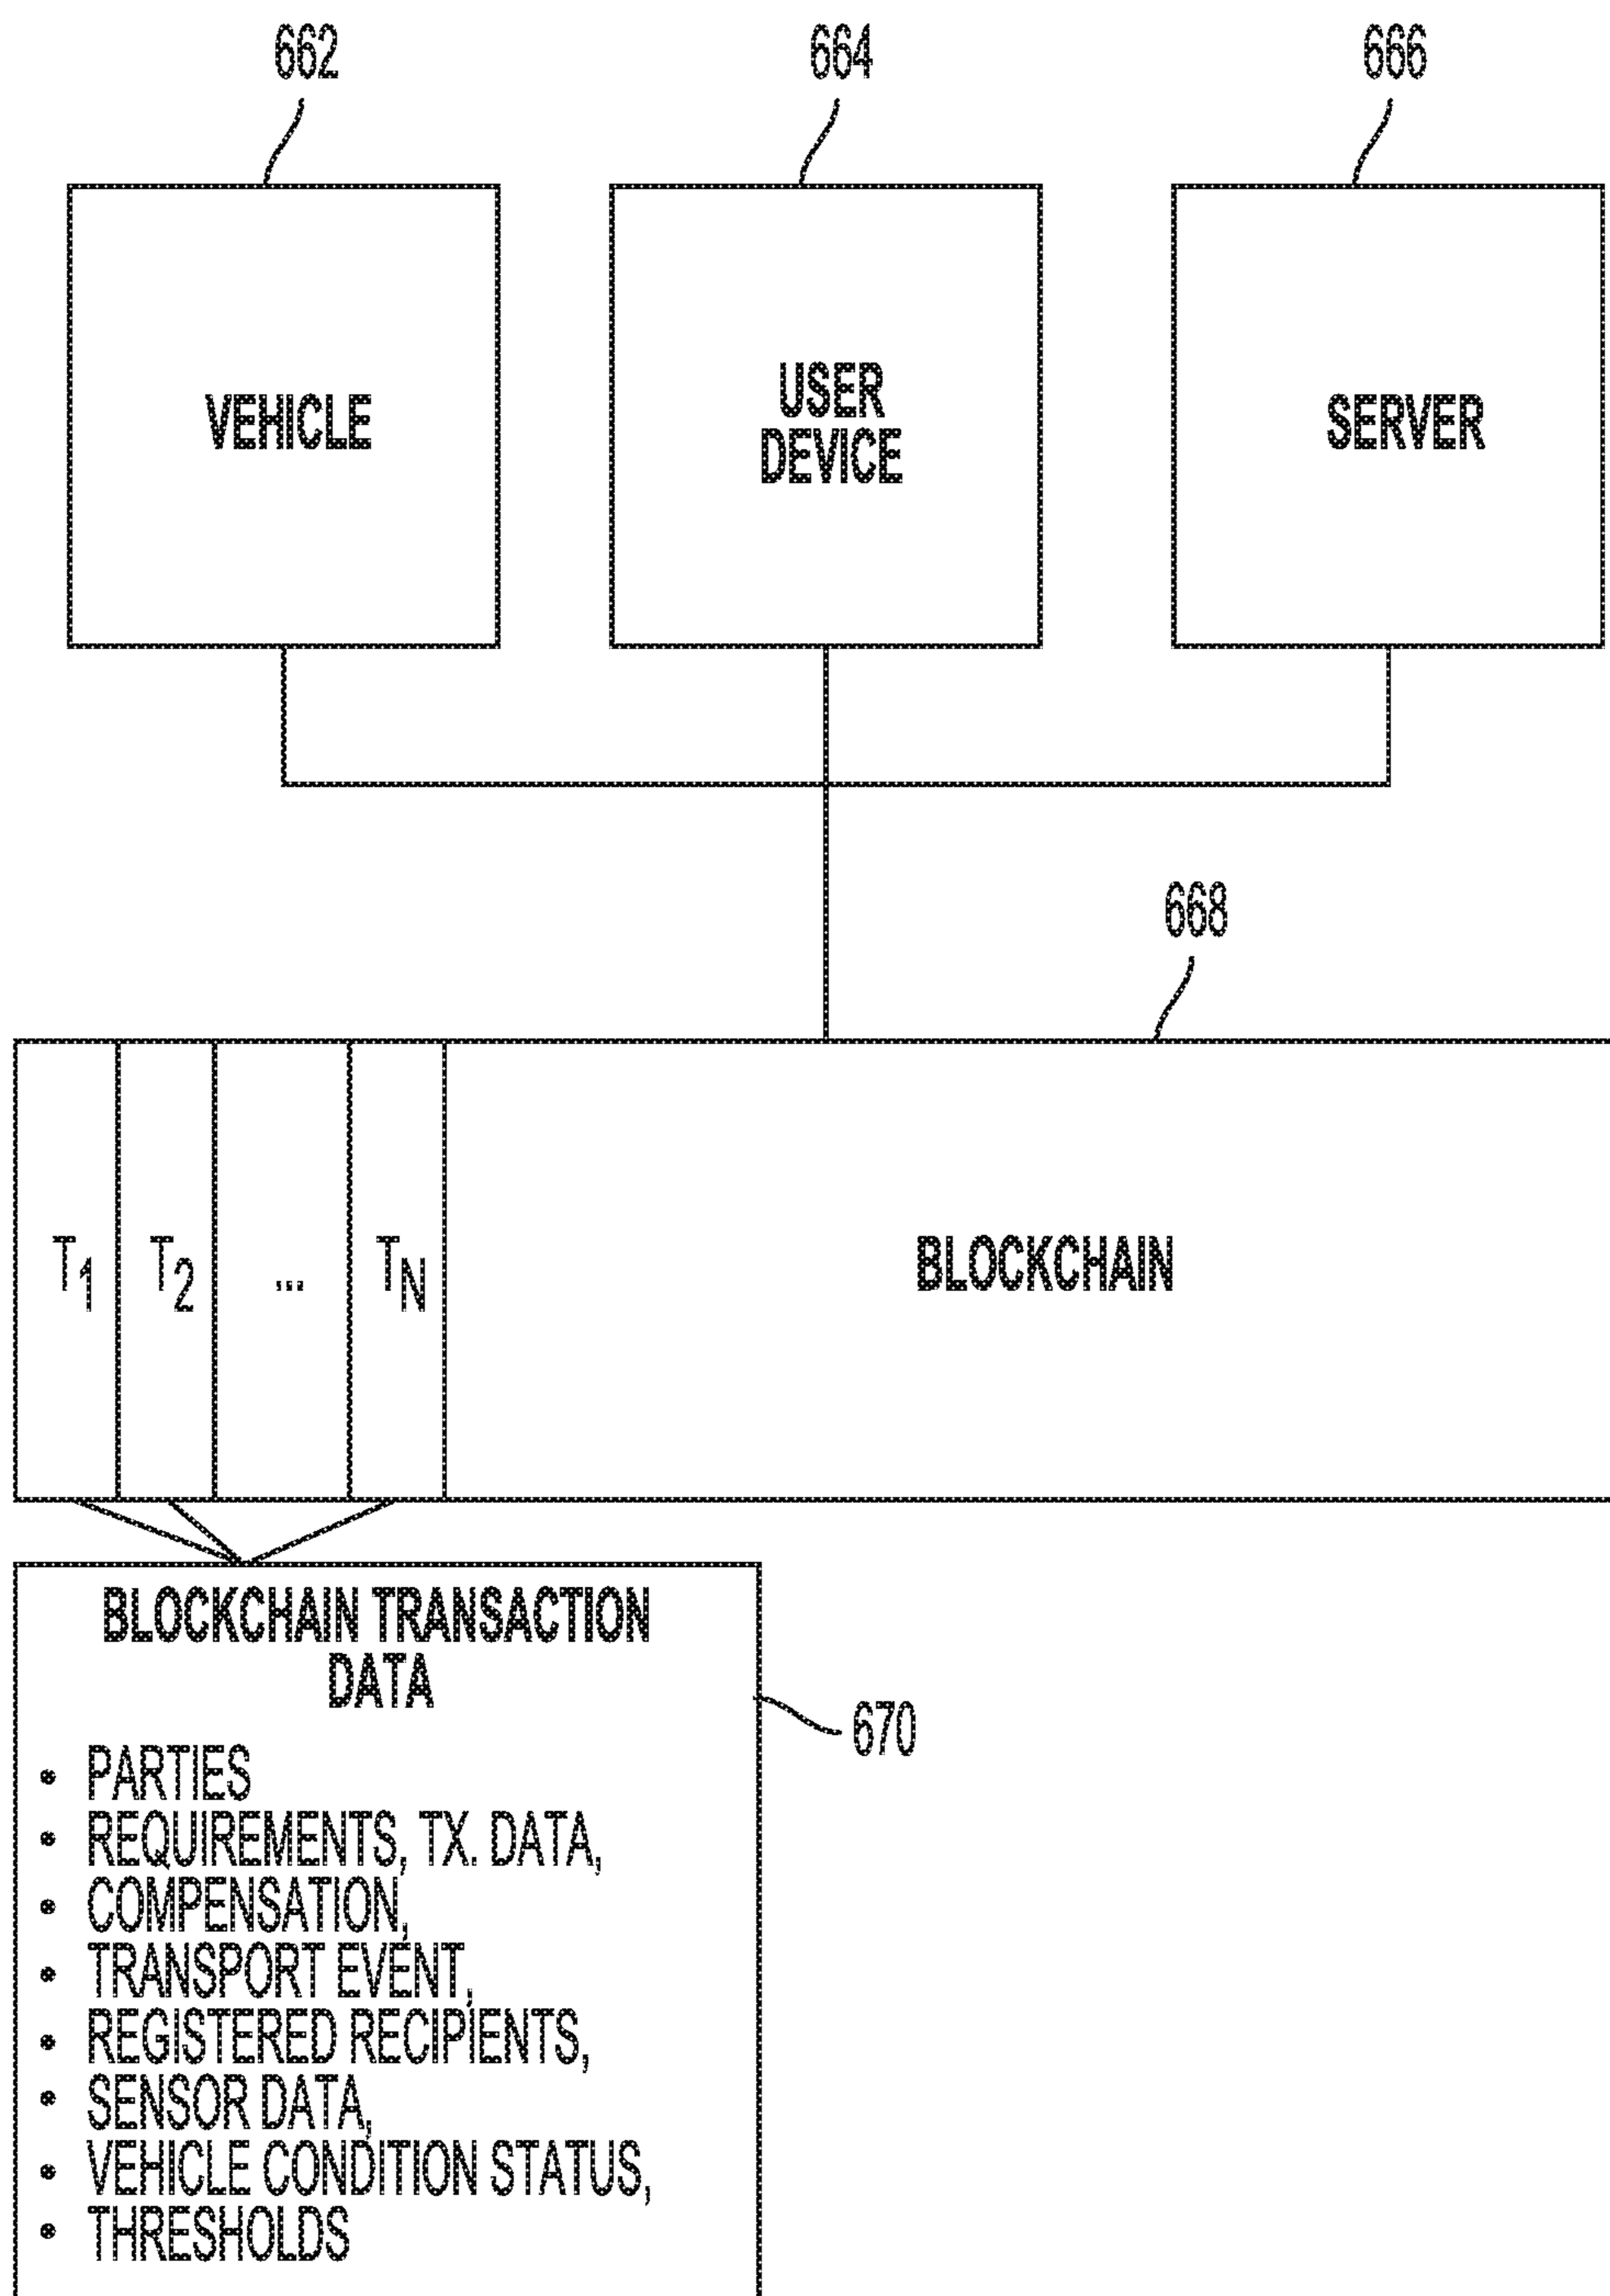 662
664
666
VEHICLE
USER
DEVICE
SERVER
668
T1
T2
...
TN
BLOCKCHAIN
BLOCKCHAIN TRANSACTION
DATA
670
• PARTIES
• REQUIREMENTS, TX. DATA,
• COMPENSATION,
• TRANSPORT EVENT,
• REGISTERED RECIPIENTS,
• SENSOR DATA,
• VEHICLE CONDITION STATUS,
• THRESHOLDS